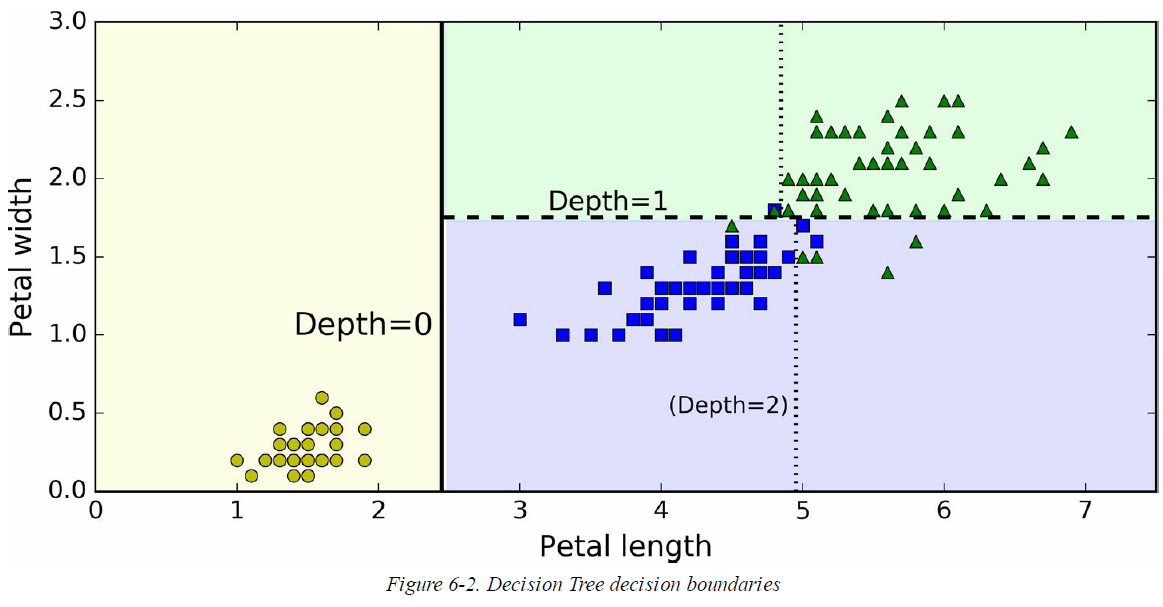 3.0
2.5
2.0
1.5
1.0
0.5
0.0
Petal width
Depth=1
Depth=0
(Depth=2)
0 1 2 3 4 5 6 7
Petal length
Figure 6-2. Decision Tree decision boundaries